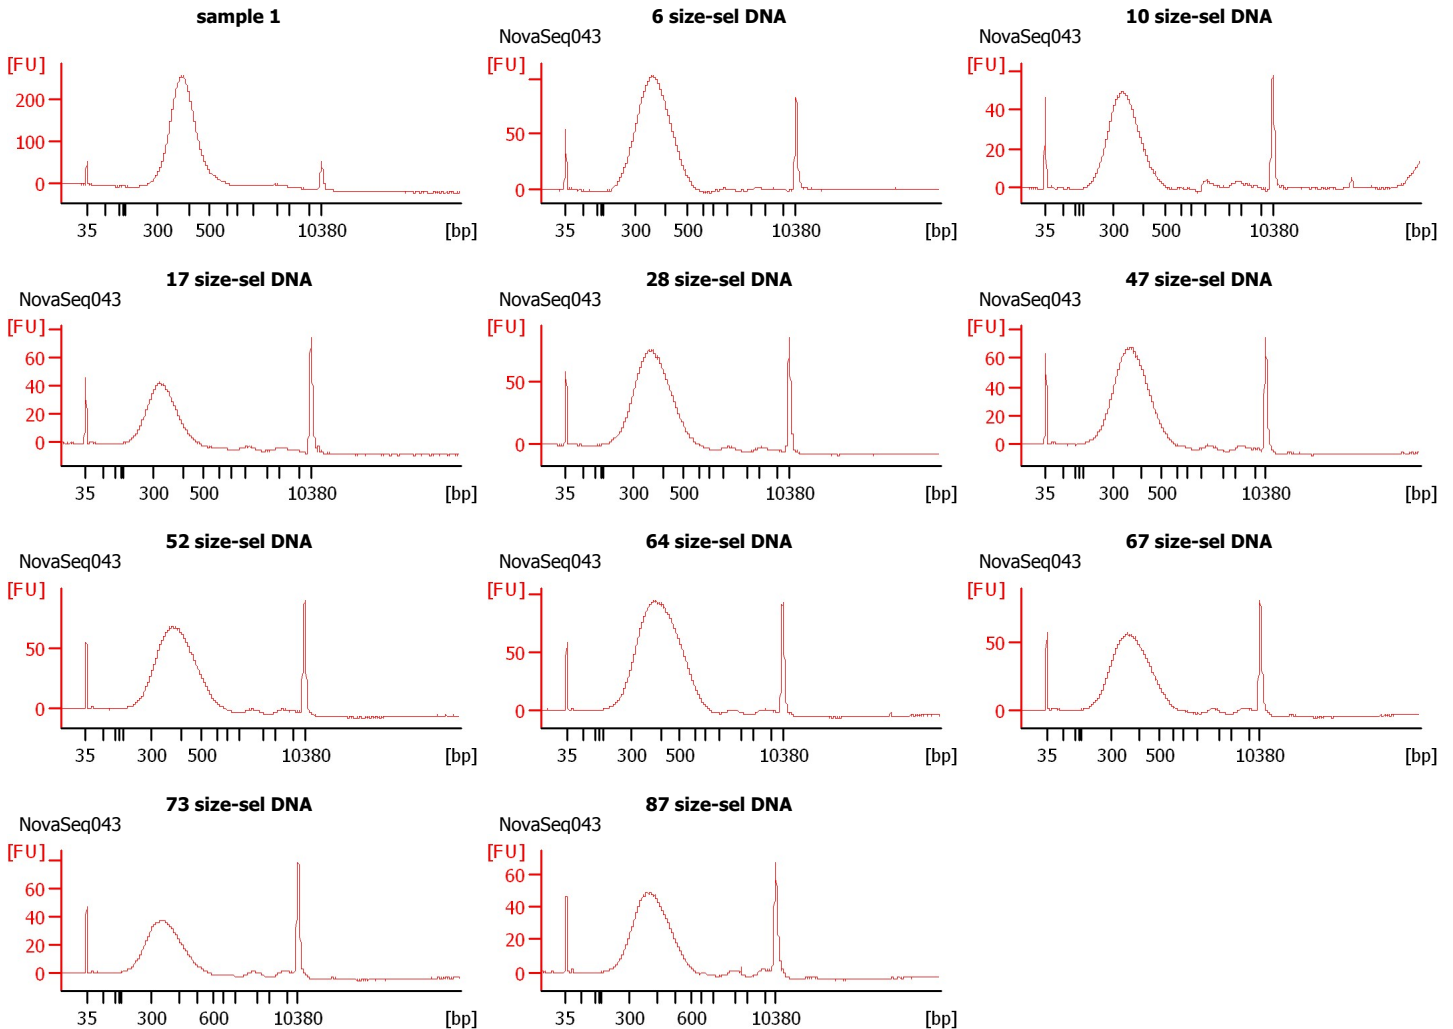 sample 1
[FU]
200
100
0
35 300 500 10380 [bp]
6 size-sel DNA
NovaSeq043
[FU]
50
0
35 300 500 10380 [bp]
10 size-sel DNA
NovaSeq043
[FU]
40
20
0
35 300 500 10380 [bp]
17 size-sel DNA
NovaSeq043
[FU]
60
40
20
0
35 300 500 10380 [bp]
28 size-sel DNA
NovaSeq043
[FU]
50
0
35 300 500 10380 [bp]
47 size-sel DNA
NovaSeq043
[FU]
60
40
20
0
35 300 500 10380 [bp]
52 size-sel DNA
NovaSeq043
[FU]
50
0
35 300 500 10380 [bp]
64 size-sel DNA
NovaSeq043
[FU]
50
0
35 300 500 10380 [bp]
67 size-sel DNA
NovaSeq043
[FU]
50
0
35 300 500 10380 [bp]
73 size-sel DNA
NovaSeq043
[FU]
60
40
20
0
35 300 600 10380 [bp]
87 size-sel DNA
NovaSeq043
[FU]
60
40
20
0
35 300 600 10380 [bp]